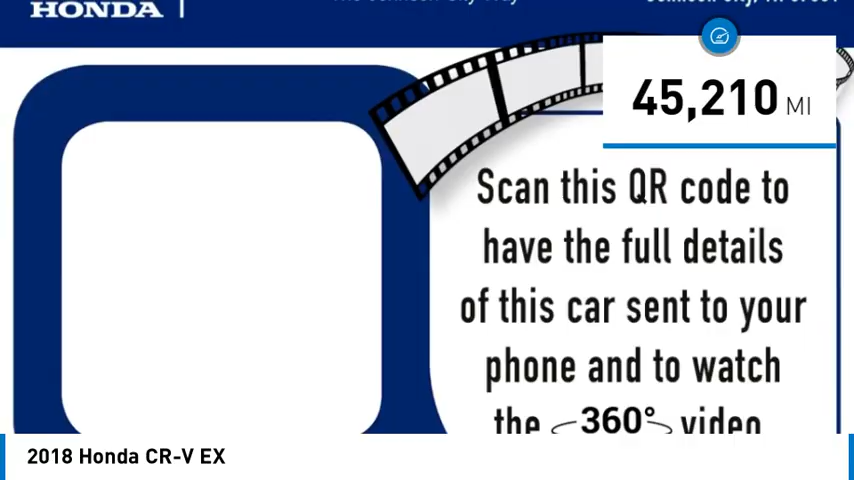 HONDA
45,210 MI
Scan this QR code to
have the full details
of this car sent to your
phone and to watch
the 360° video
2018 Honda CR-V EX